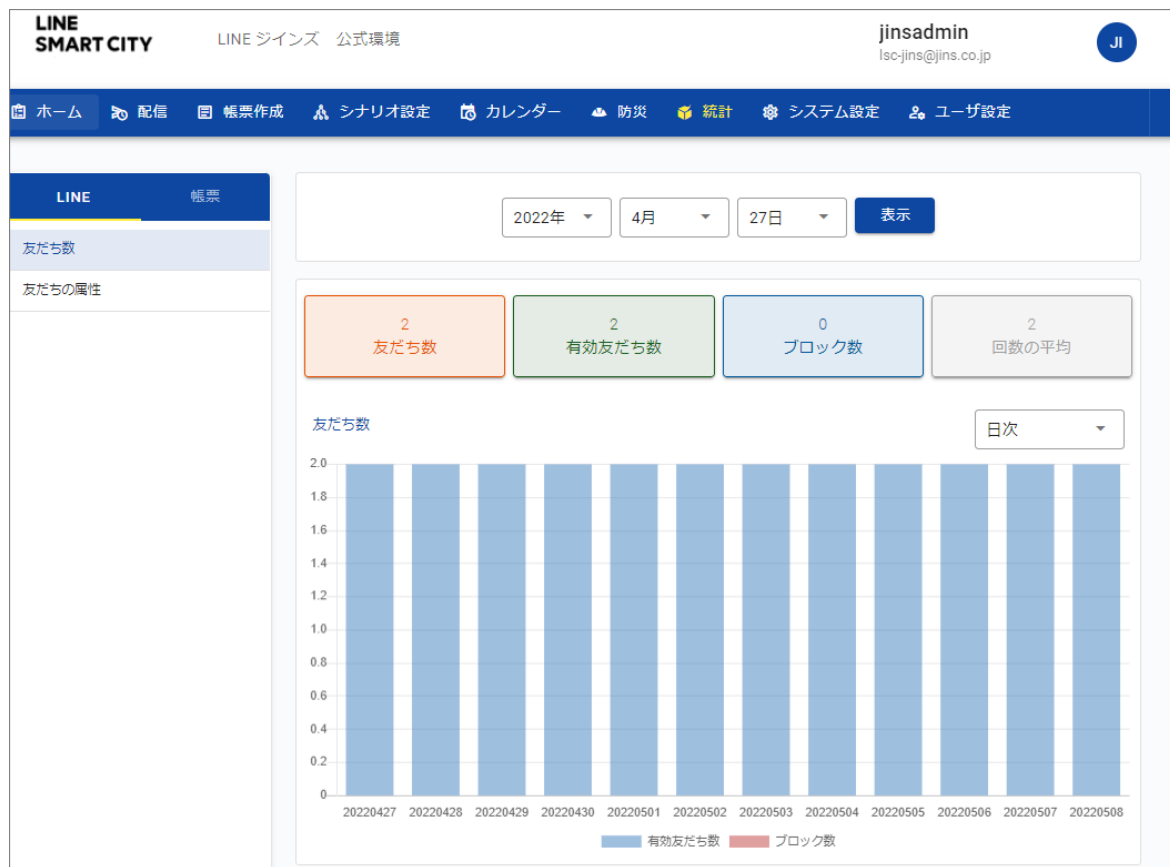 LINE
SMART CITY
LINE ジインズ 公式環境
jinsadmin
lsc-jins@jins.co.jp
JI
ホーム 配信 帳票作成 シナリオ設定 カレンダー 防災 統計 システム設定 ユーザ設定
LINE 帳票
友だち数
友だちの属性
2022年 4月 27日 表示
2 2 0 2
友だち数 有効友だち数 ブロック数 回数の平均
友だち数
日次
2.0
1.8
1.6
1.4
1.2
1.0
0.8
0.6
0.4
0.2
0
20220427 20220428 20220429 20220430 20220501 20220502 20220503 20220504 20220505 20220506 20220507 20220508
有効友だち数 ブロック数